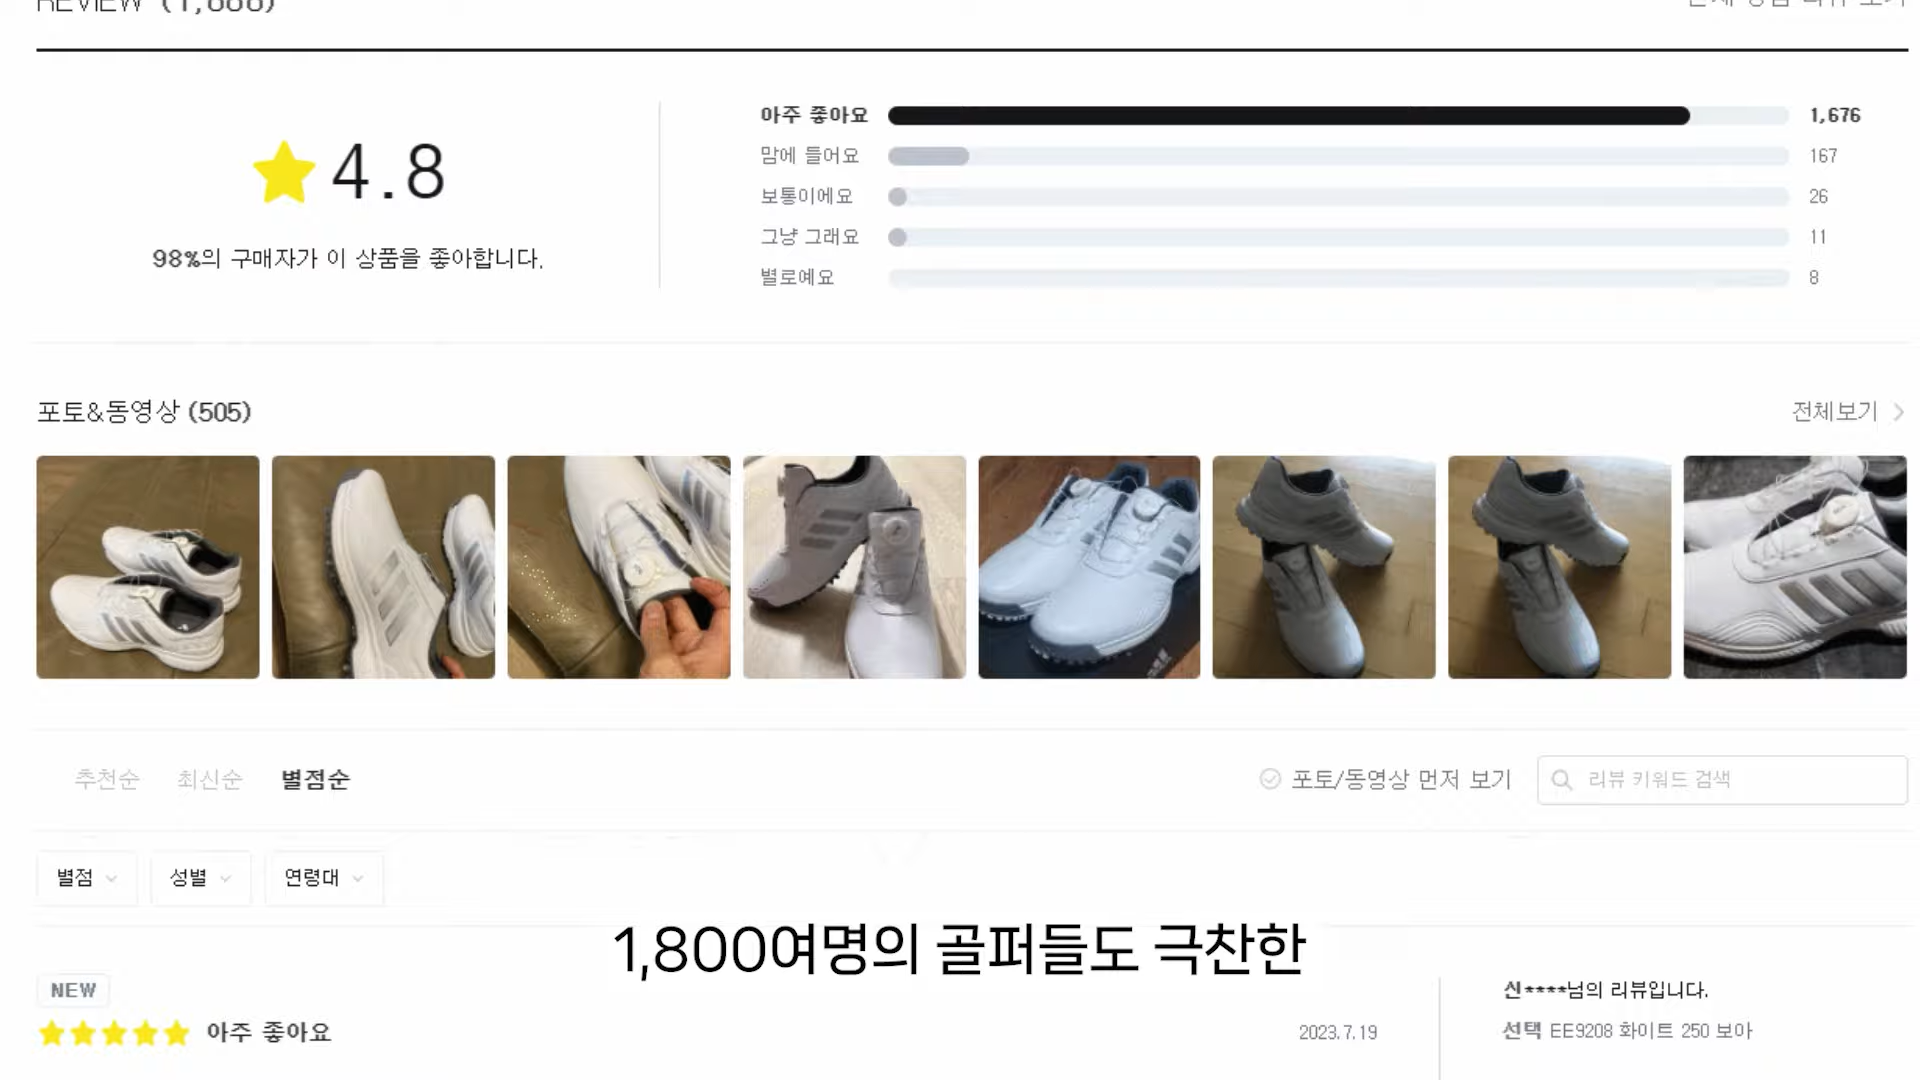 REVIEW (1,888)
4.8
98%의 구매자가 이 상품을 좋아합니다.
아주 좋아요 1,676
맘에 들어요 167
보통이에요 26
그냥 그래요 11
별로예요 8
포토&동영상 (505)
전체보기
추천순 최신순 별점순
포토/동영상 먼저 보기
리뷰 키워드 검색
별점 성별 연령대
1,800여명의 골퍼들도 극찬한
NEW
아주 좋아요
2023.7.19
신****님의 리뷰입니다.
선택 EE9208 화이트 250 보아